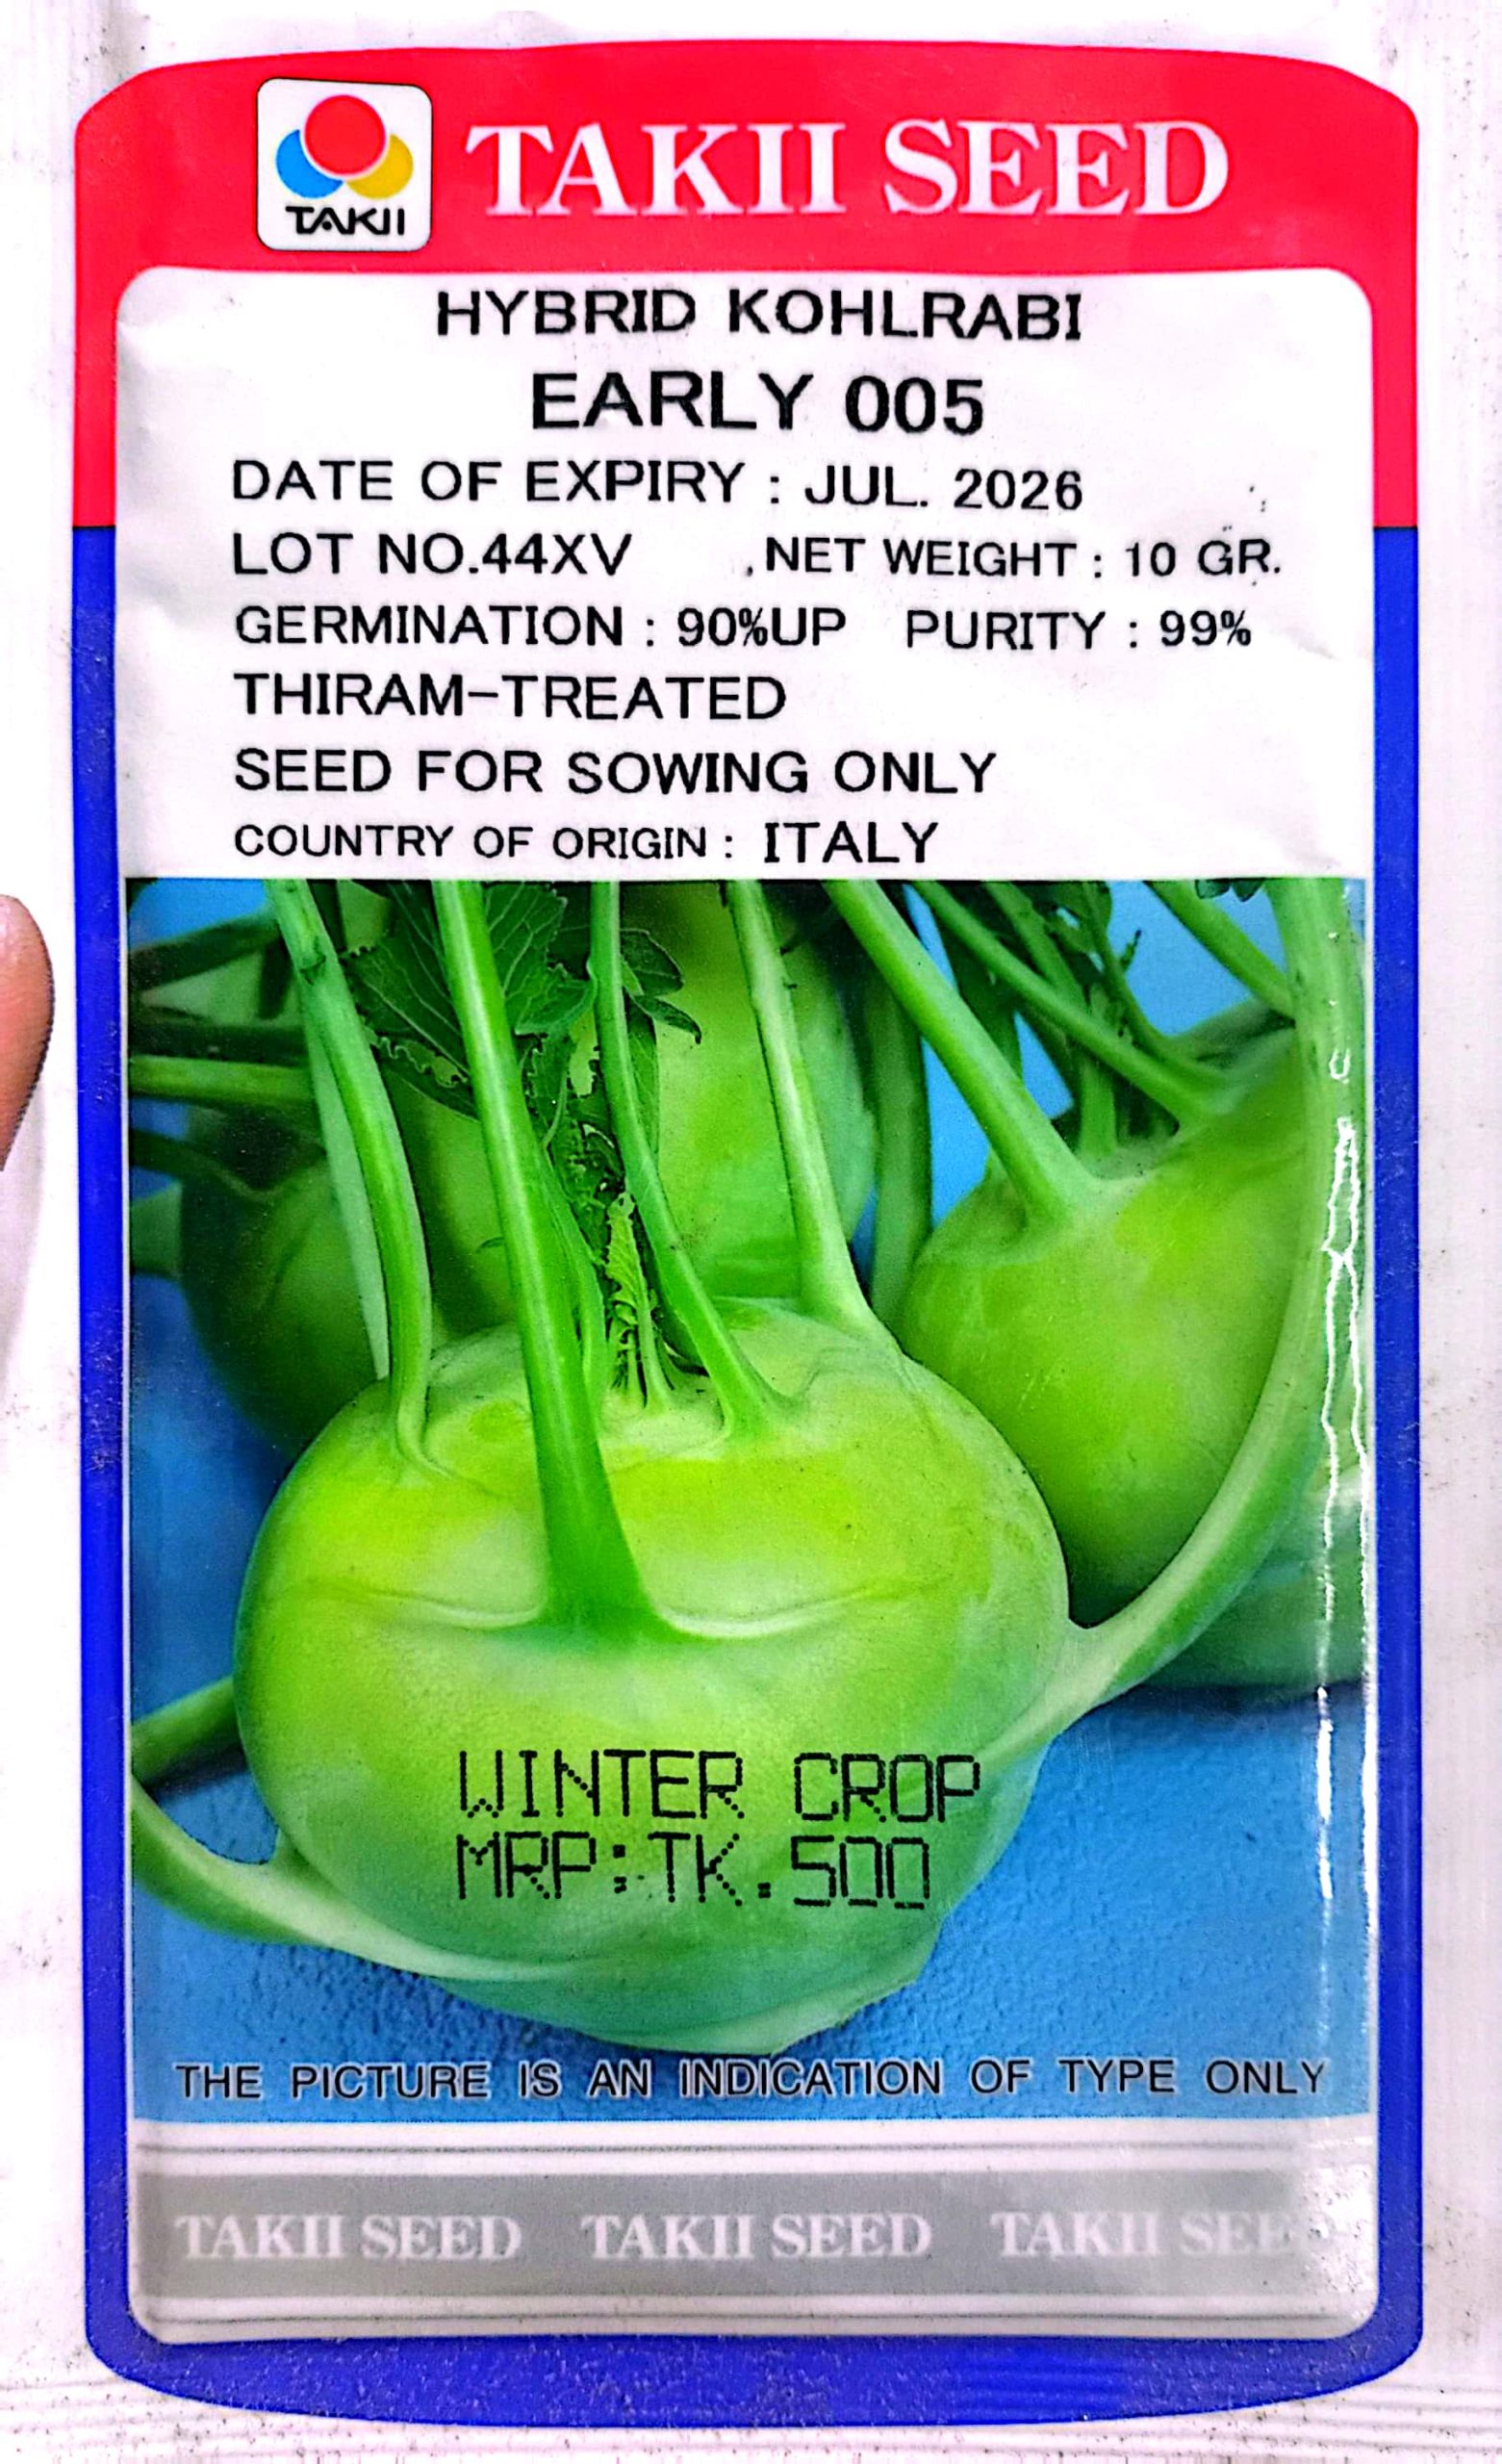 TAKII
TAKII SEED
HYBRID KOHLRABI
EARLY 005
DATE OF EXPIRY : JUL. 2026
LOT NO.44XV NET WEIGHT : 10 GR.
GERMINATION : 90%UP PURITY : 99%
THIRAM-TREATED
SEED FOR SOWING ONLY
COUNTRY OF ORIGIN : ITALY
WINTER CROP
MRP:TK.500
THE PICTURE IS AN INDICATION OF TYPE ONLY
TAKII SEED TAKII SEED TAKII SEED